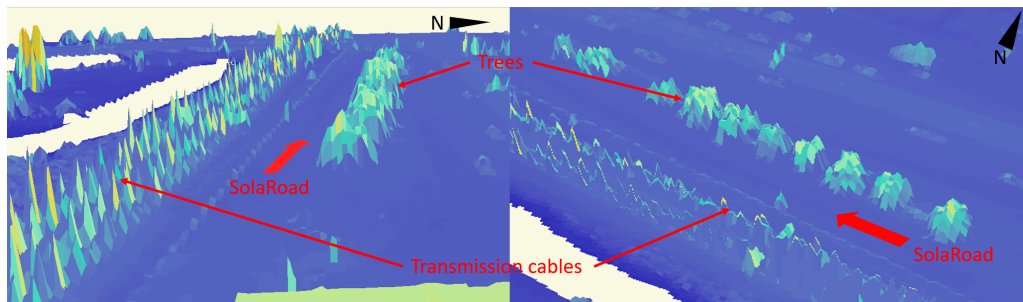 N
Trees
N
SolaRoad
SolaRoad
Transmission cables